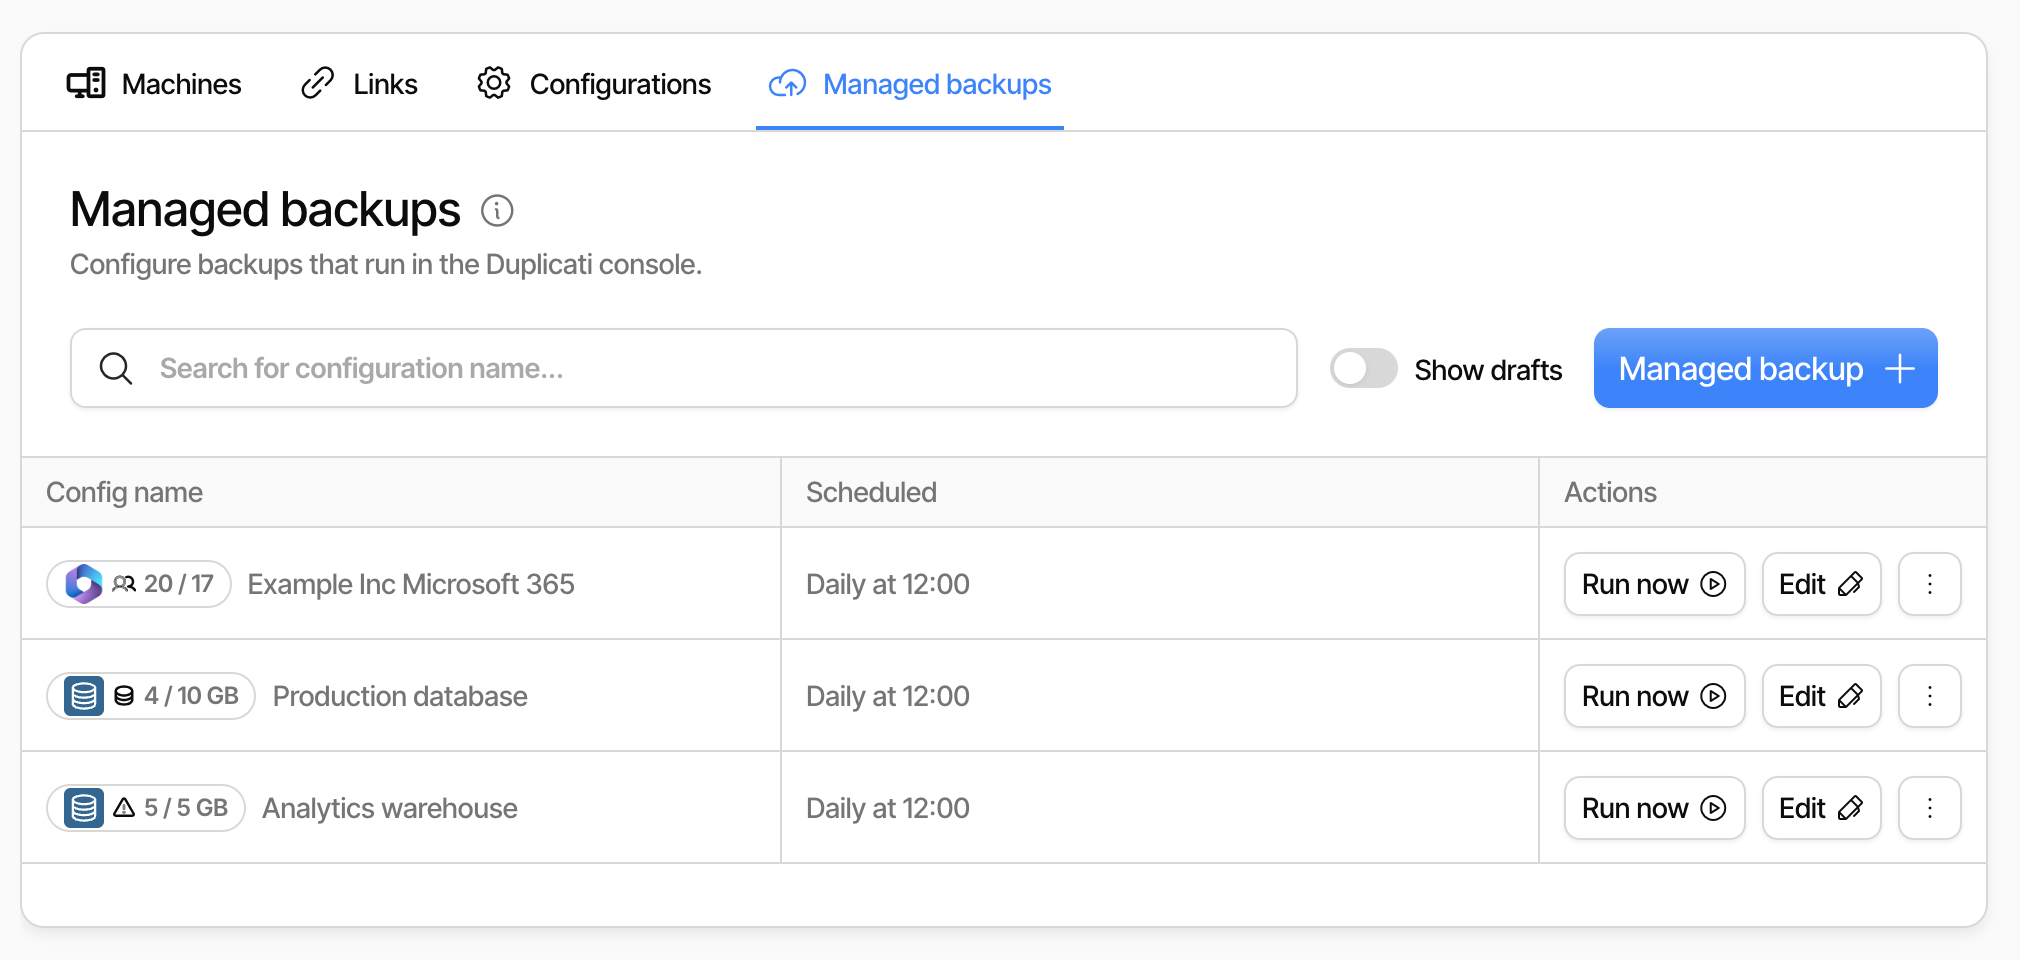 Machines Links Configurations Managed backups
Managed backups
Configure backups that run in the Duplicati console.
Search for configuration name... Show drafts Managed backup
Config name Scheduled Actions
20 / 17 Example Inc Microsoft 365 Daily at 12:00 Run now Edit
4 / 10 GB Production database Daily at 12:00 Run now Edit
5 / 5 GB Analytics warehouse Daily at 12:00 Run now Edit